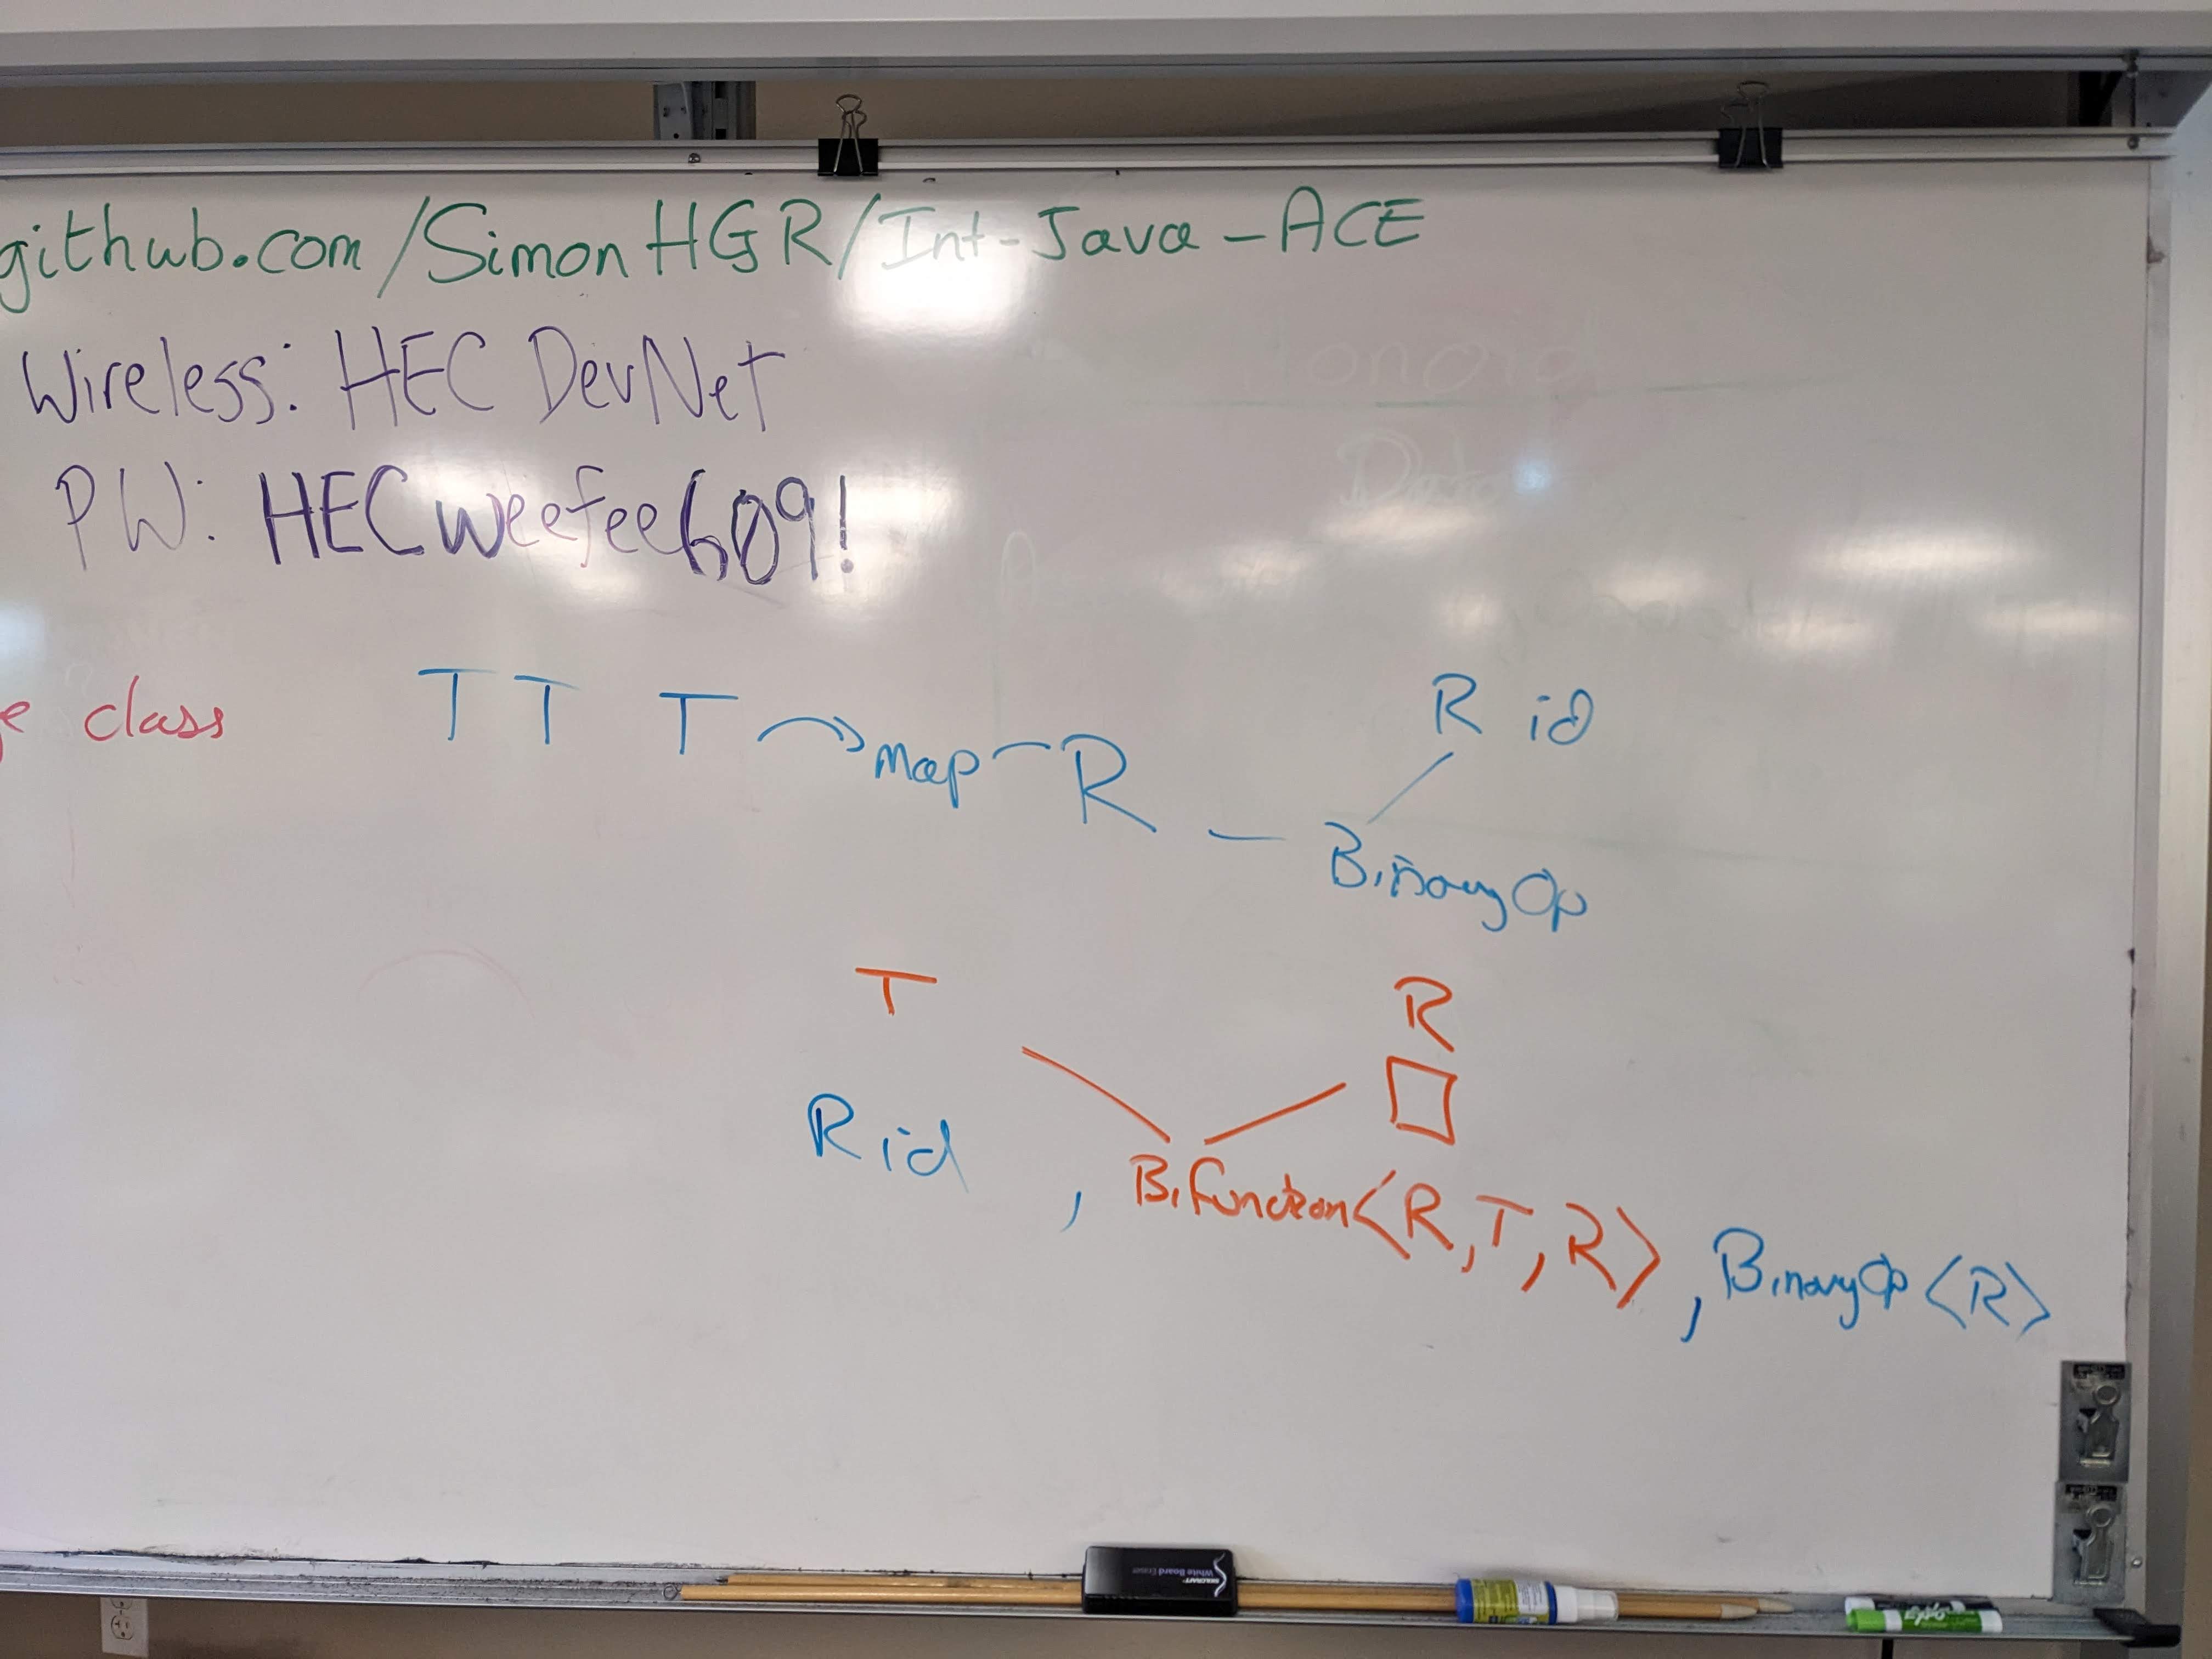 github.com/SimonHGR/Int-Java-ACE
Wireless: HEC DevNet
PW: HECweefee609!
e class
T T T map R
R id
BinaryOp
T
R
R id , BiFunction<R,T,R> , BinaryOp<R>
White Board Eraser
EXPO